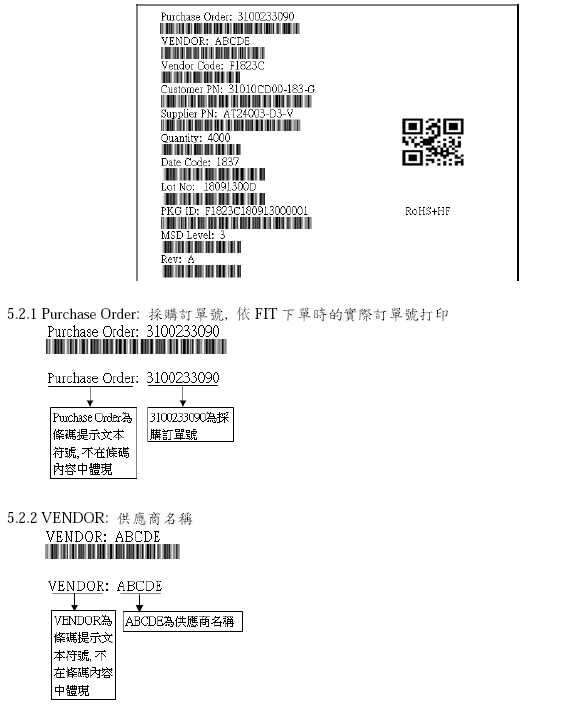 Purchase Order: 3100233090
VENDOR: ABCDE
Vendor Code: F1823C
Customer PN: 31010CD00-183-G
Supplier PN: AT24003-D3-V
Quantity: 4000
Date Code: 1837
Lot No: 18091300D
PKG ID: F1823C180913000001
RoHS+HF
MSD Level: 3
Rev: A
5.2.1 Purchase Order: 採購訂單號, 依 FIT 下單時的實際訂單號打印
Purchase Order: 3100233090
Purchase Order: 3100233090
Purchase Order為
條碼提示文本
符號,不在條碼
內容中體現
3100233090為採
購訂單號
5.2.2 VENDOR: 供應商名稱
VENDOR: ABCDE
VENDOR: ABCDE
VENDOR為
條碼提示文
本符號,不
在條碼內容
中體現
ABCDE為供應商名稱